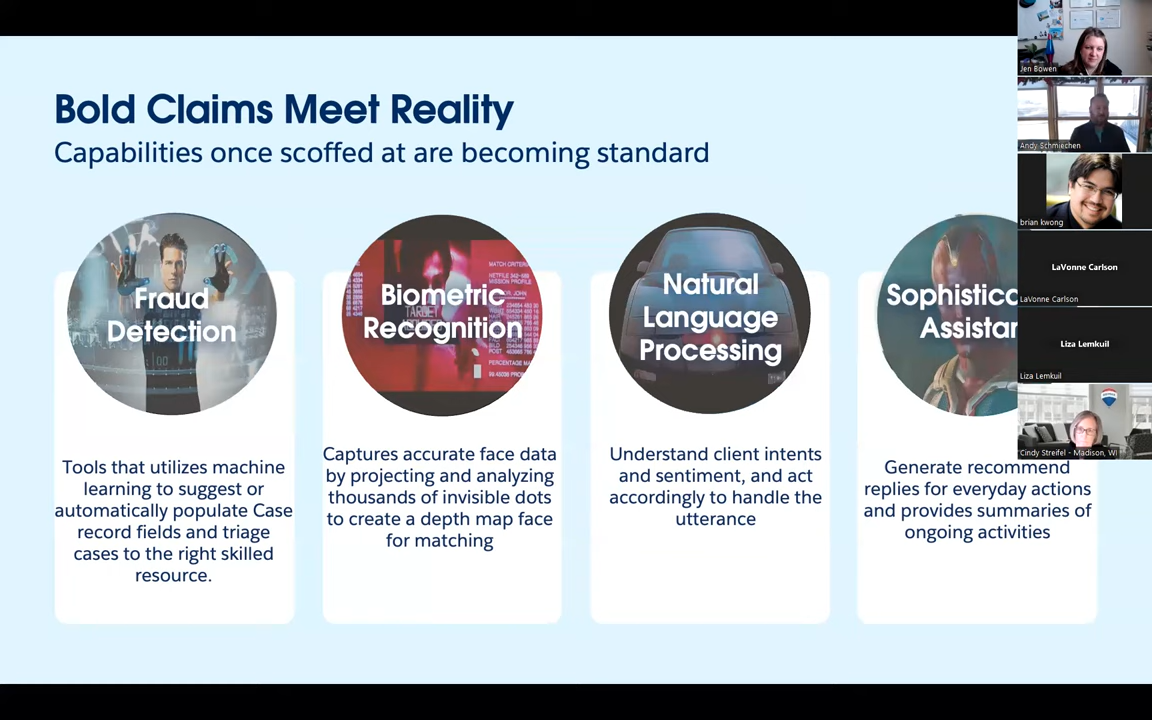 Bold Claims Meet Reality
Capabilities once scoffed at are becoming standard
Fraud
Detection
Tools that utilizes machine
learning to suggest or
automatically populate Case
record fields and triage
cases to the right skilled
resource.
Biometric
Recognition
MATCH CRITERI
TARGET
Captures accurate face data
by projecting and analyzing
thousands of invisible dots
to create a depth map face
for matching
Natural
Language
Processing
Understand client intents
and sentiment, and act
accordingly to handle the
utterance
Sophistic
Assistan
Generate recommend
replies for everyday actions
and provides summaries of
ongoing activities
Jen Bowen
Andy Schmiechen
brian kwong
LaVonne Carlson
LaVonne Carlson
Liza Lemkuil
Liza Lemkuil
Cindy Streifel - Madison, Wi